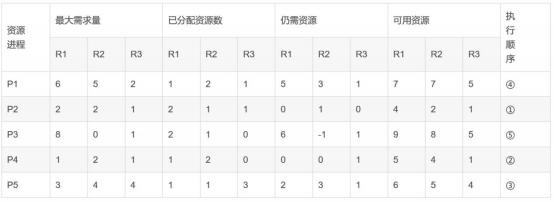 资源进程 最大需求量 已分配资源数 仍需资源 可用资源 执行顺序
R1 R2 R3 R1 R2 R3 R1 R2 R3 R1 R2 R3
P1 6 5 2 1 2 1 5 3 1 7 7 5 ④
P2 2 2 1 2 1 1 0 1 0 4 2 1 ①
P3 8 0 1 2 1 0 6 -1 1 9 8 5 ⑤
P4 1 2 1 1 2 0 0 0 1 5 4 1 ②
P5 3 4 4 1 1 3 2 3 1 6 5 4 ③